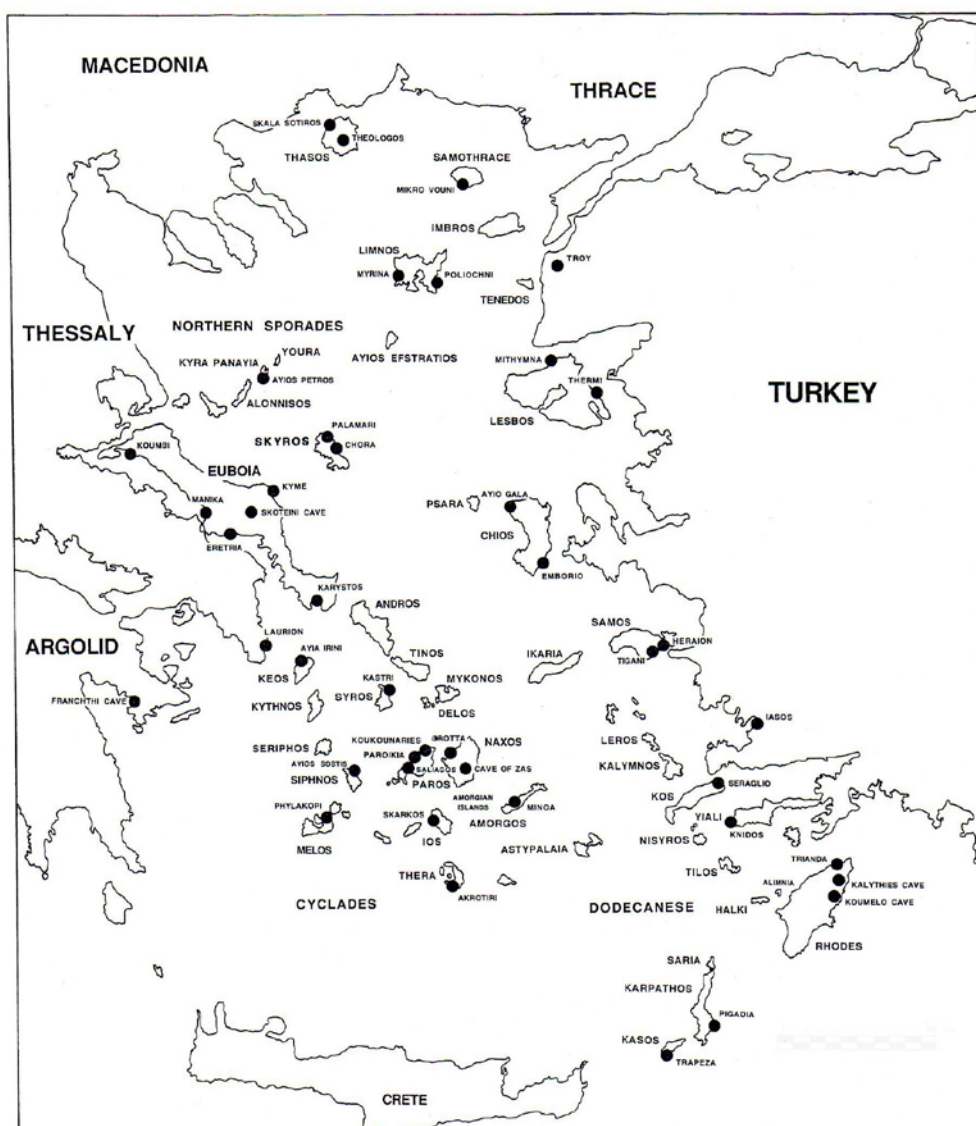 MACEDONIA
THRACE
SKALA SOTIROS
THEOLOGOS
THASOS
SAMOTHRACE
MIKRO VOUNI
IMBROS
LIMNOS
MYRINA
POLIOCHNI
TROY
TENEDOS
THESSALY
NORTHERN SPORADES
YOURA
KYRA PANAYIA
AYIOS PETROS
ALONNISOS
AYIOS EFSTRATIOS
MITHYMNA
THERMI
LESBOS
TURKEY
PALAMARI
SKYROS
CHORA
KOUMBI
EUBOIA
KYME
MANIKA
SKOTEINI CAVE
ERETRIA
PSARA
AYIO GALA
CHIOS
EMBORIO
KARYSTOS
ANDROS
ARGOLID
LAURION
AYIA IRINI
KEOS
TINOS
IKARIA
SAMOS
HERAION
TIGANI
FRANCHTHI CAVE
KYTHNOS
KASTRI
SYROS
MYKONOS
DELOS
IASOS
LEROS
KALYMNOS
SERIPHOS
KOUKOUNARIES
GROTTA
NAXOS
PAROIKIA
AYIOS SOSTIS
SALIAGOS
CAVE OF ZAS
SIPHNOS
PAROS
SERAGLIO
KOS
AMORGIAN
ISLANDS
MINOA
AMORGOS
PHYLAKOPI
MELOS
SKARKOS
IOS
YIALI
KNIDOS
NISYROS
ASTYPALAIA
TILOS
TRIANDA
THERA
AKROTIRI
ALIMNIA
KALYTHIES CAVE
KOUMELO CAVE
CYCLADES
DODECANESE
HALKI
RHODES
SARIA
KARPATHOS
PIGADIA
KASOS
TRAPEZA
CRETE